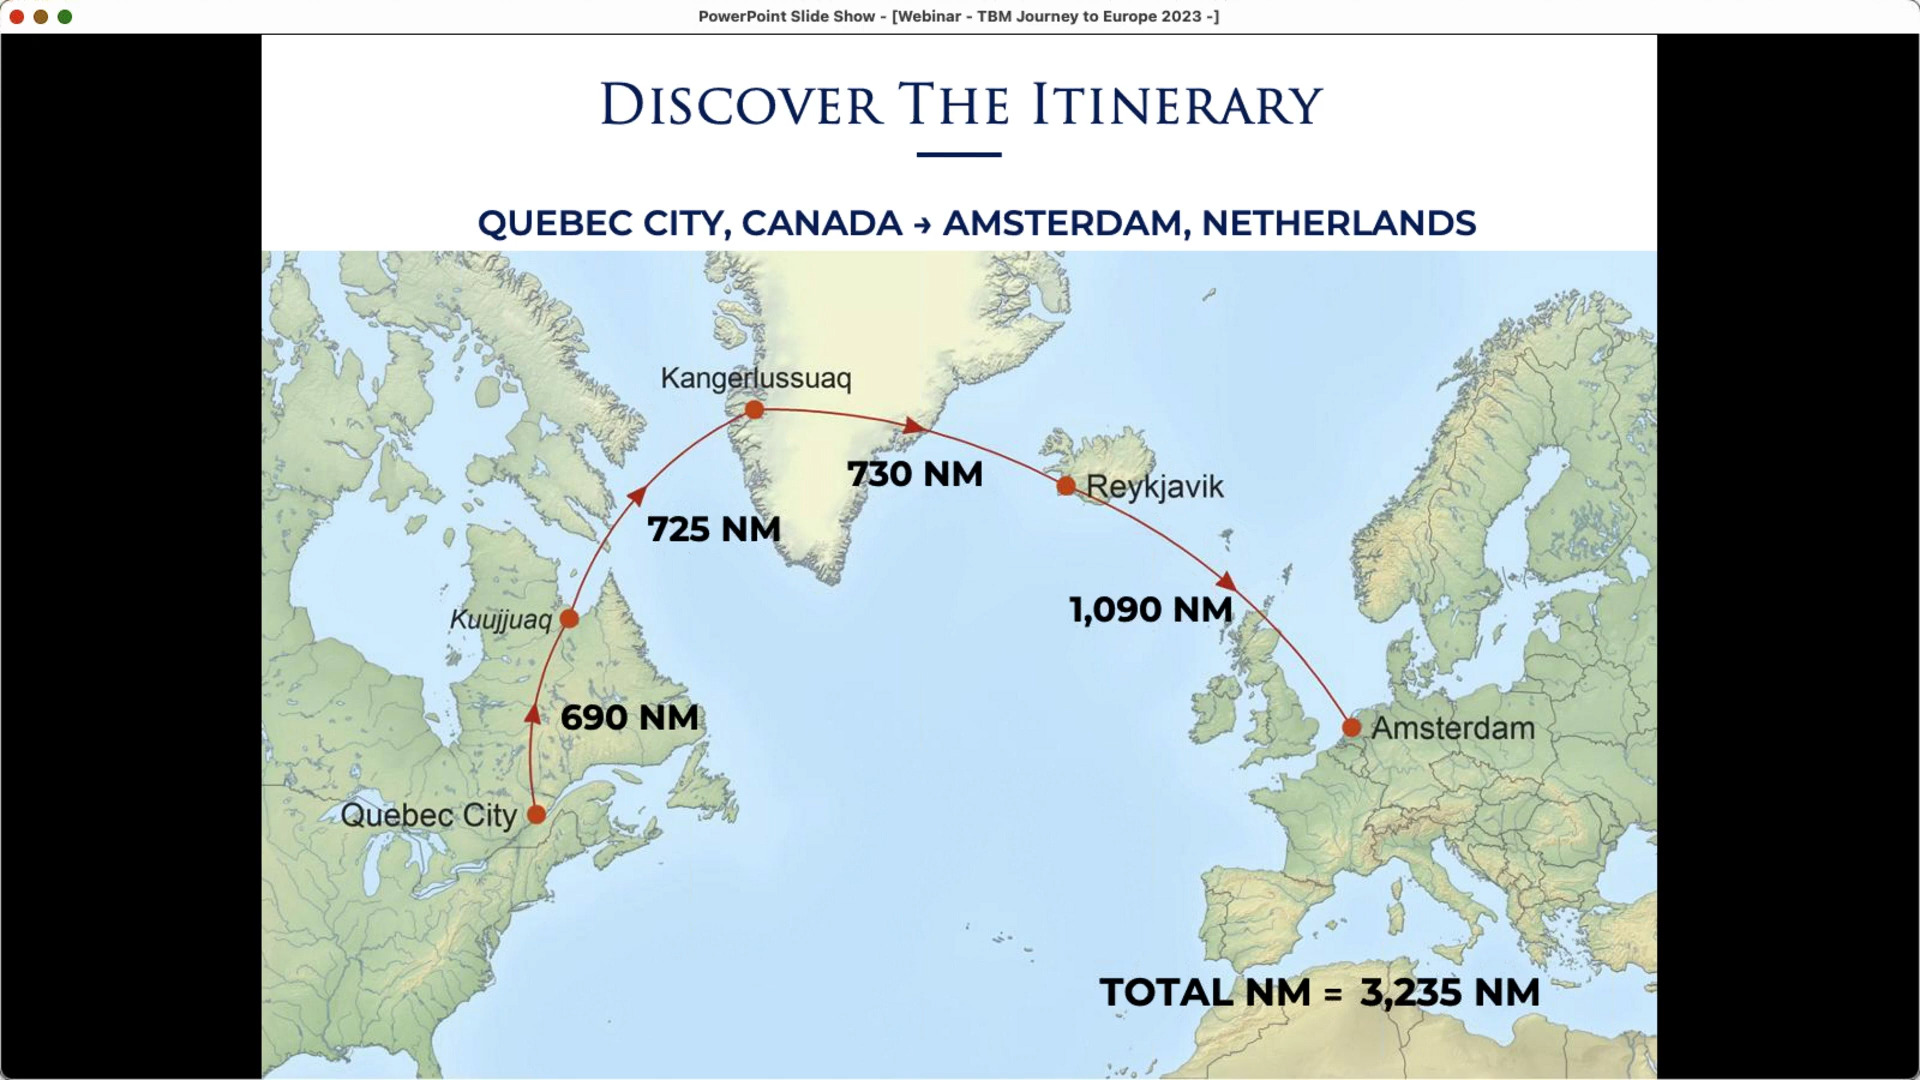 PowerPoint Slide Show - [Webinar - TBM Journey to Europe 2023 -]
DISCOVER THE ITINERARY
QUEBEC CITY, CANADA → AMSTERDAM, NETHERLANDS
Kangerlussuaq
730 NM
Reykjavik
725 NM
1,090 NM
Kuujjuaq
690 NM
Amsterdam
Quebec City
TOTAL NM = 3,235 NM